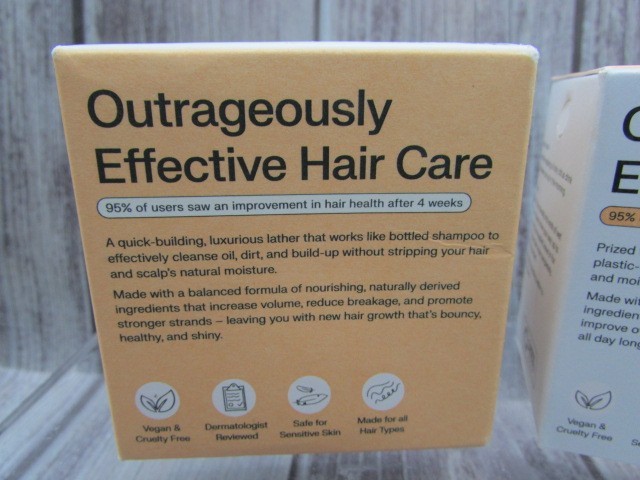 Outrageously
Effective Hair Care
95% of users saw an improvement in hair health after 4 weeks
A quick-building, luxurious lather that works like bottled shampoo to
effectively cleanse oil, dirt, and build-up without stripping your hair
and scalp's natural moisture.
Made with a balanced formula of nourishing, naturally derived
ingredients that increase volume, reduce breakage, and promote
stronger strands – leaving you with new hair growth that's bouncy,
healthy, and shiny.
Vegan &
Cruelty Free
Dermatologist
Reviewed
Safe for
Sensitive Skin
Made for all
Hair Types
95%
Prized
plastic-
and moi
Made wi
ingredien
improve o
all day long
Vegan &
Cruelty Free